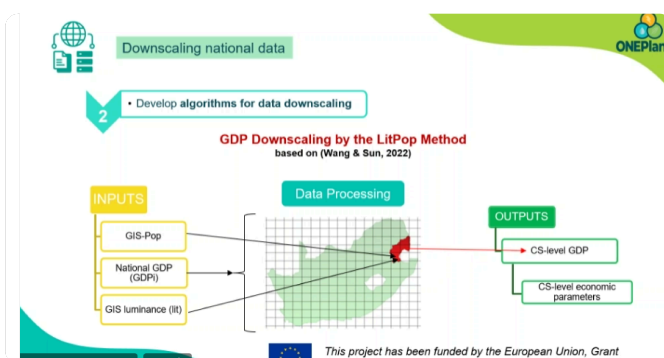 ONEPlan
Downscaling national data
2
• Develop algorithms for data downscaling
GDP Downscaling by the LitPop Method
based on (Wang & Sun, 2022)
INPUTS
Data Processing
OUTPUTS
GIS-Pop
National GDP
(GDPi)
GIS luminance (lit)
CS-level GDP
CS-level economic
parameters
This project has been funded by the European Union, Grant